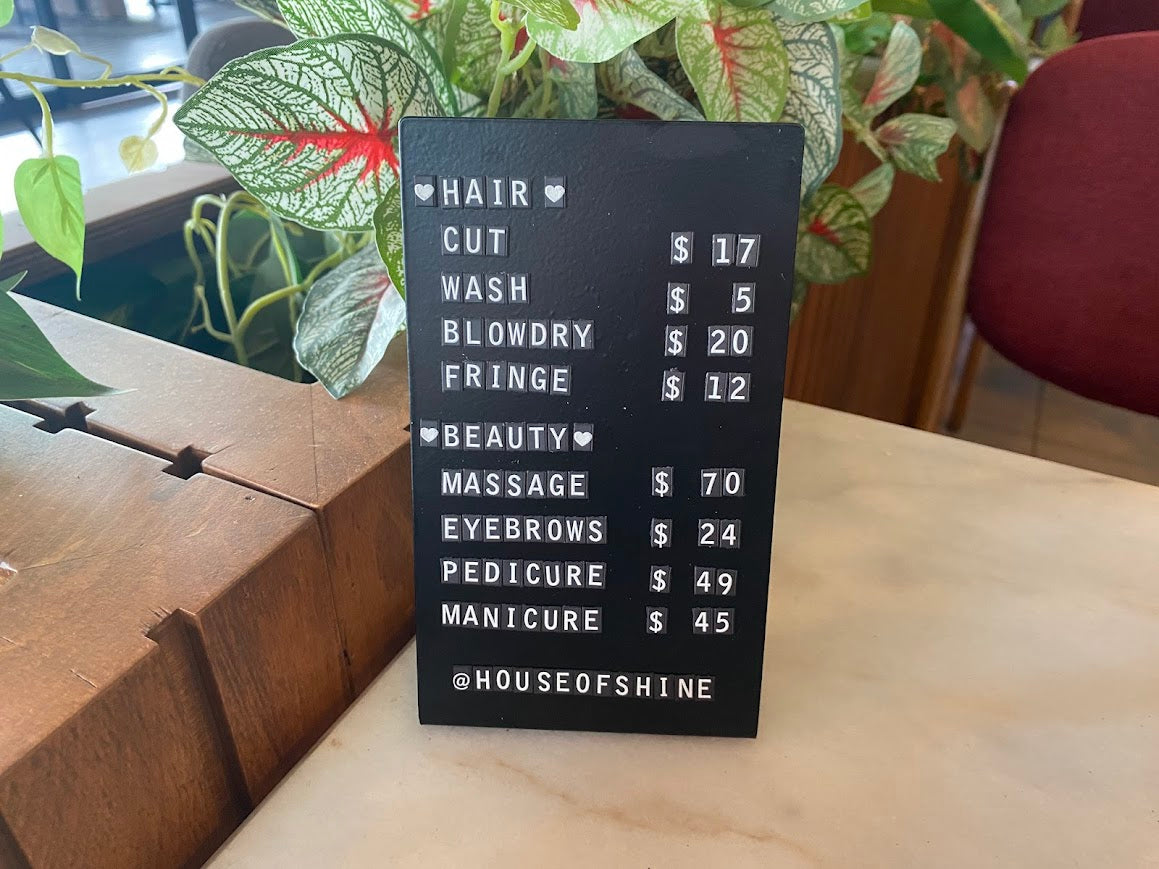 ♥HAIR ♥
CUT $ 17
WASH $ 5
BLOWDRY $ 20
FRINGE $ 12
♥BEAUTY♥
MASSAGE $ 70
EYEBROWS $ 24
PEDICURE $ 49
MANICURE $ 45
@HOUSEOFSHINE